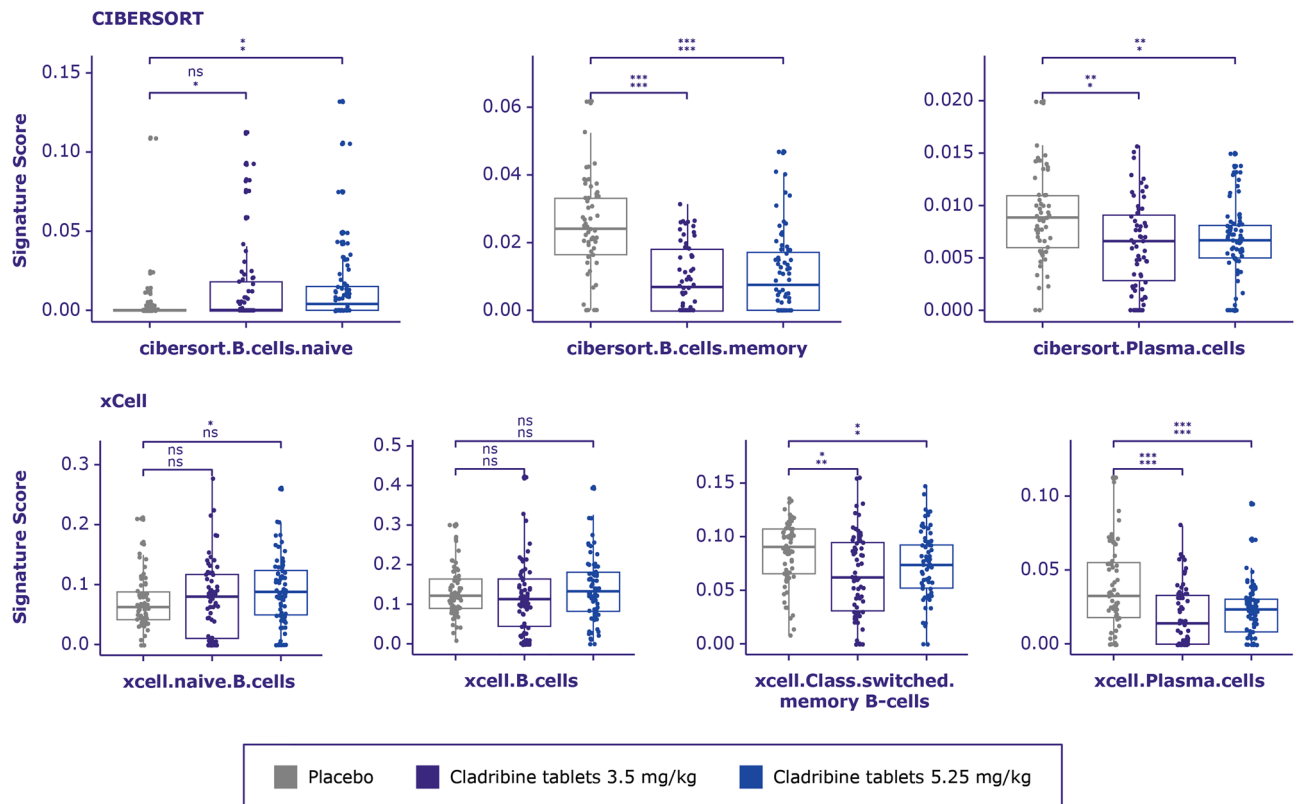 CIBERSORT
Signature Score
0.15
0.10
0.05
0.00
*
*
ns
*
cibersort.B.cells.naive
0.06
0.04
0.02
0.00
***
***
***
***
cibersort.B.cells.memory
0.020
0.015
0.010
0.005
0.000
**
*
**
*
cibersort.Plasma.cells
xCell
Signature Score
0.3
0.2
0.1
0.0
*
ns
ns
ns
xcell.naive.B.cells
0.5
0.4
0.3
0.2
0.1
0.0
ns
ns
ns
ns
xcell.B.cells
0.15
0.10
0.05
0.00
*
*
*
**
xcell.Class.switched.
memory B-cells
0.10
0.05
0.00
***
***
***
***
xcell.Plasma.cells
Placebo
Cladribine tablets 3.5 mg/kg
Cladribine tablets 5.25 mg/kg